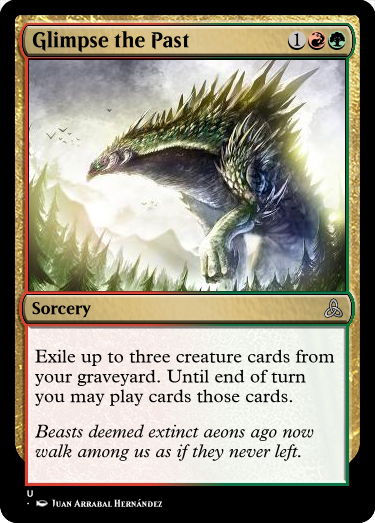 Glimpse the Past 1
Sorcery
Exile up to three creature cards from
your graveyard. Until end of turn
you may play cards those cards.
Beasts deemed extinct aeons ago now
walk among us as if they never left.
U
· Juan Arrabal Hernández